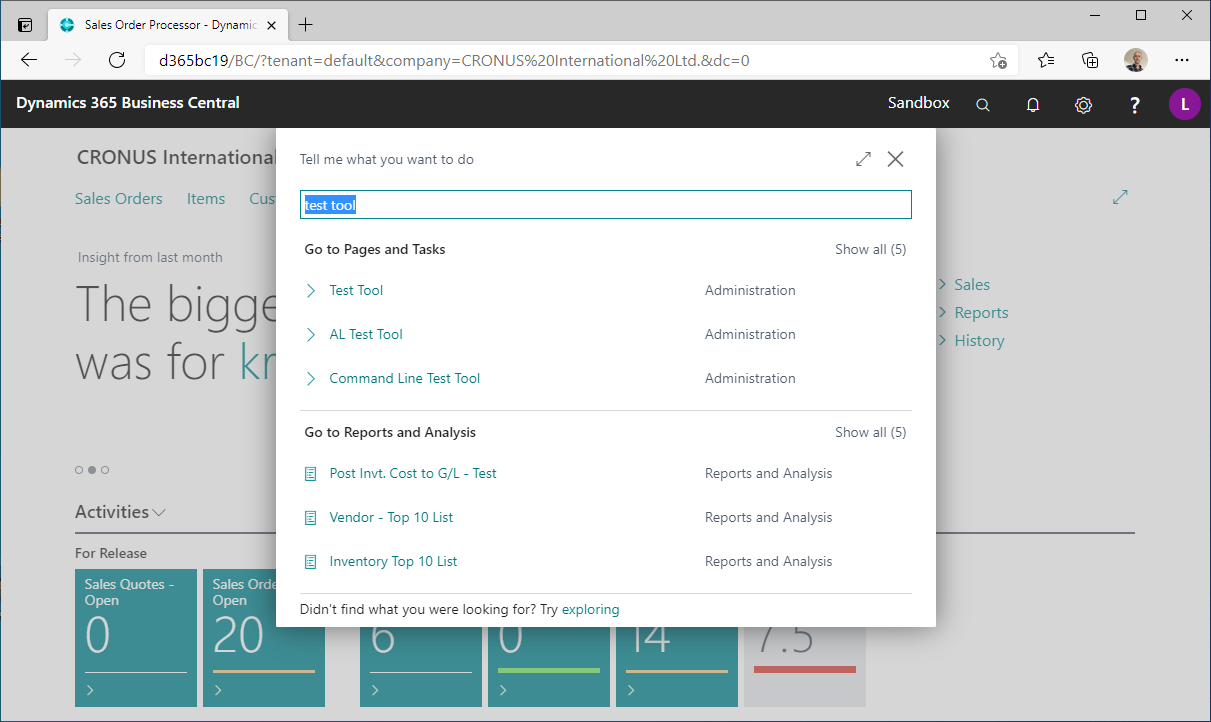 Sales Order Processor - Dynamic
d365bc19/BC/?tenant=default&company=CRONUS%20International%20Ltd.&dc=0
Dynamics 365 Business Central
Sandbox
?
L
CRONUS International
Tell me what you want to do
Sales Orders
Items
test tool
Go to Pages and Tasks
Show all (5)
Insight from last month
Test Tool
Administration
Sales
The
Reports
AL Test Tool
Administration
History
was for
Command Line Test Tool
Administration
Go to Reports and Analysis
Show all (5)
Post Invt. Cost to G/L - Test
Reports and Analysis
Activities
Vendor - Top 10 List
Reports and Analysis
For Release
Inventory Top 10 List
Reports and Analysis
Sales Quotes -
Open
Sales
Open
Didn't find what you were looking for? Try exploring
0
20
6
0
14
7.5